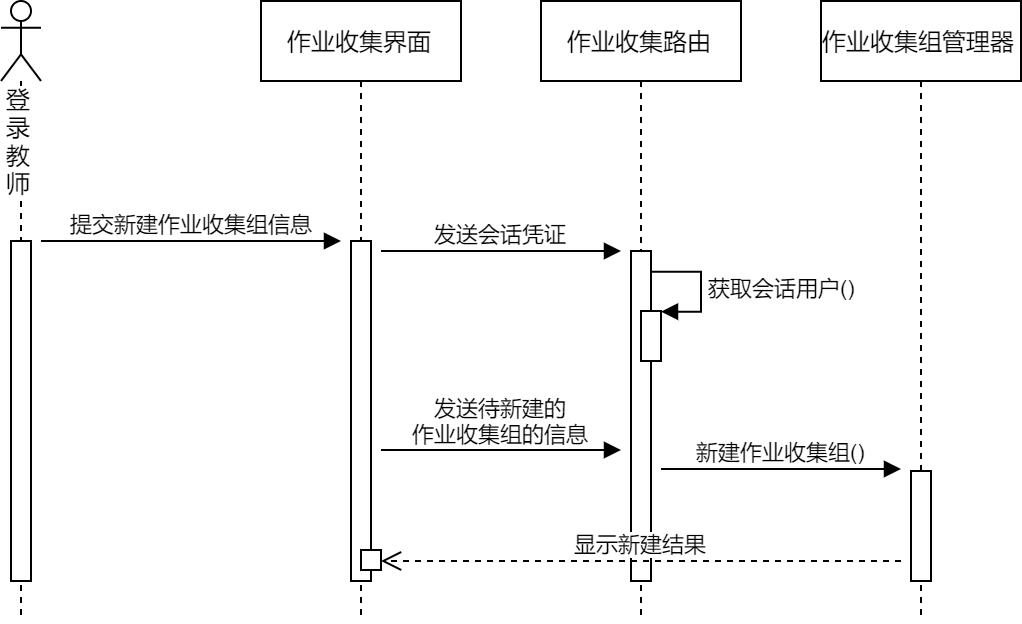 作业收集界面
作业收集路由
作业收集组管理器
登
录
教
师
提交新建作业收集组信息
发送会话凭证
获取会话用户()
发送待新建的
作业收集组的信息
新建作业收集组()
显示新建结果